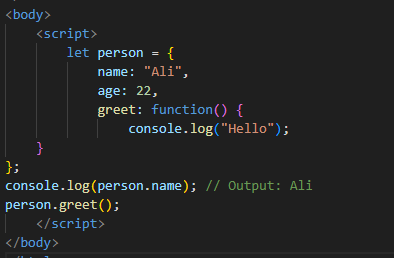 <body>
    <script>
        let person = {
            name: "Ali",
            age: 22,
            greet: function() {
                console.log("Hello");
    }
};
console.log(person.name); // Output: Ali
person.greet();
    </script>
</body>